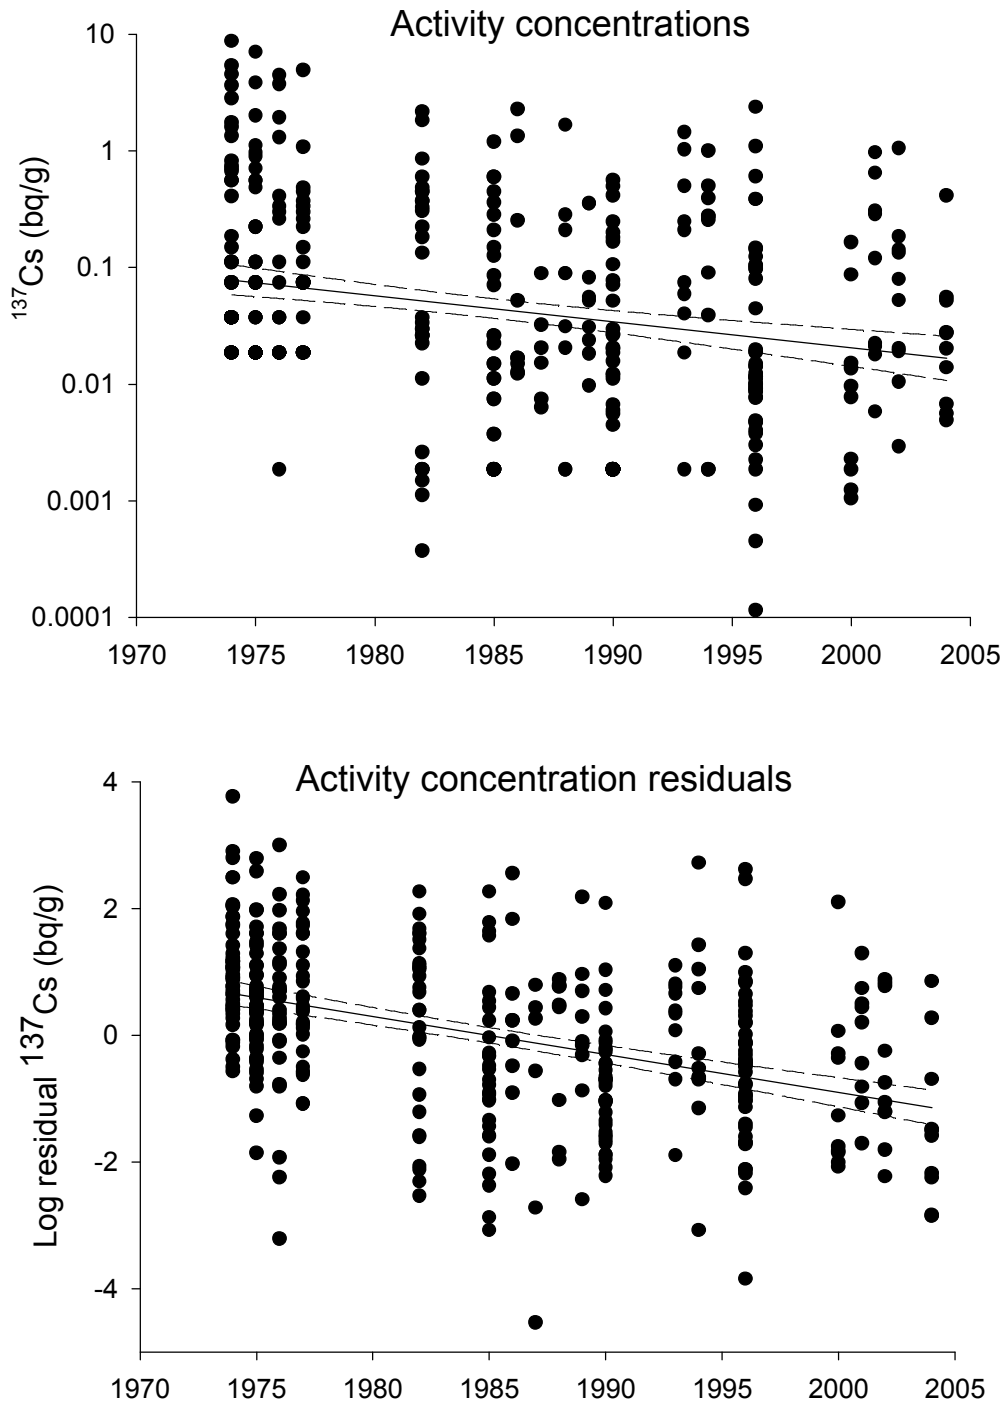 Activity concentrations
10
1
0.1
0.01
0.001
0.0001
137Cs (bq/g)
1970 1975 1980 1985 1990 1995 2000 2005
Activity concentration residuals
4
2
0
-2
-4
Log residual 137Cs (bq/g)
1970 1975 1980 1985 1990 1995 2000 2005